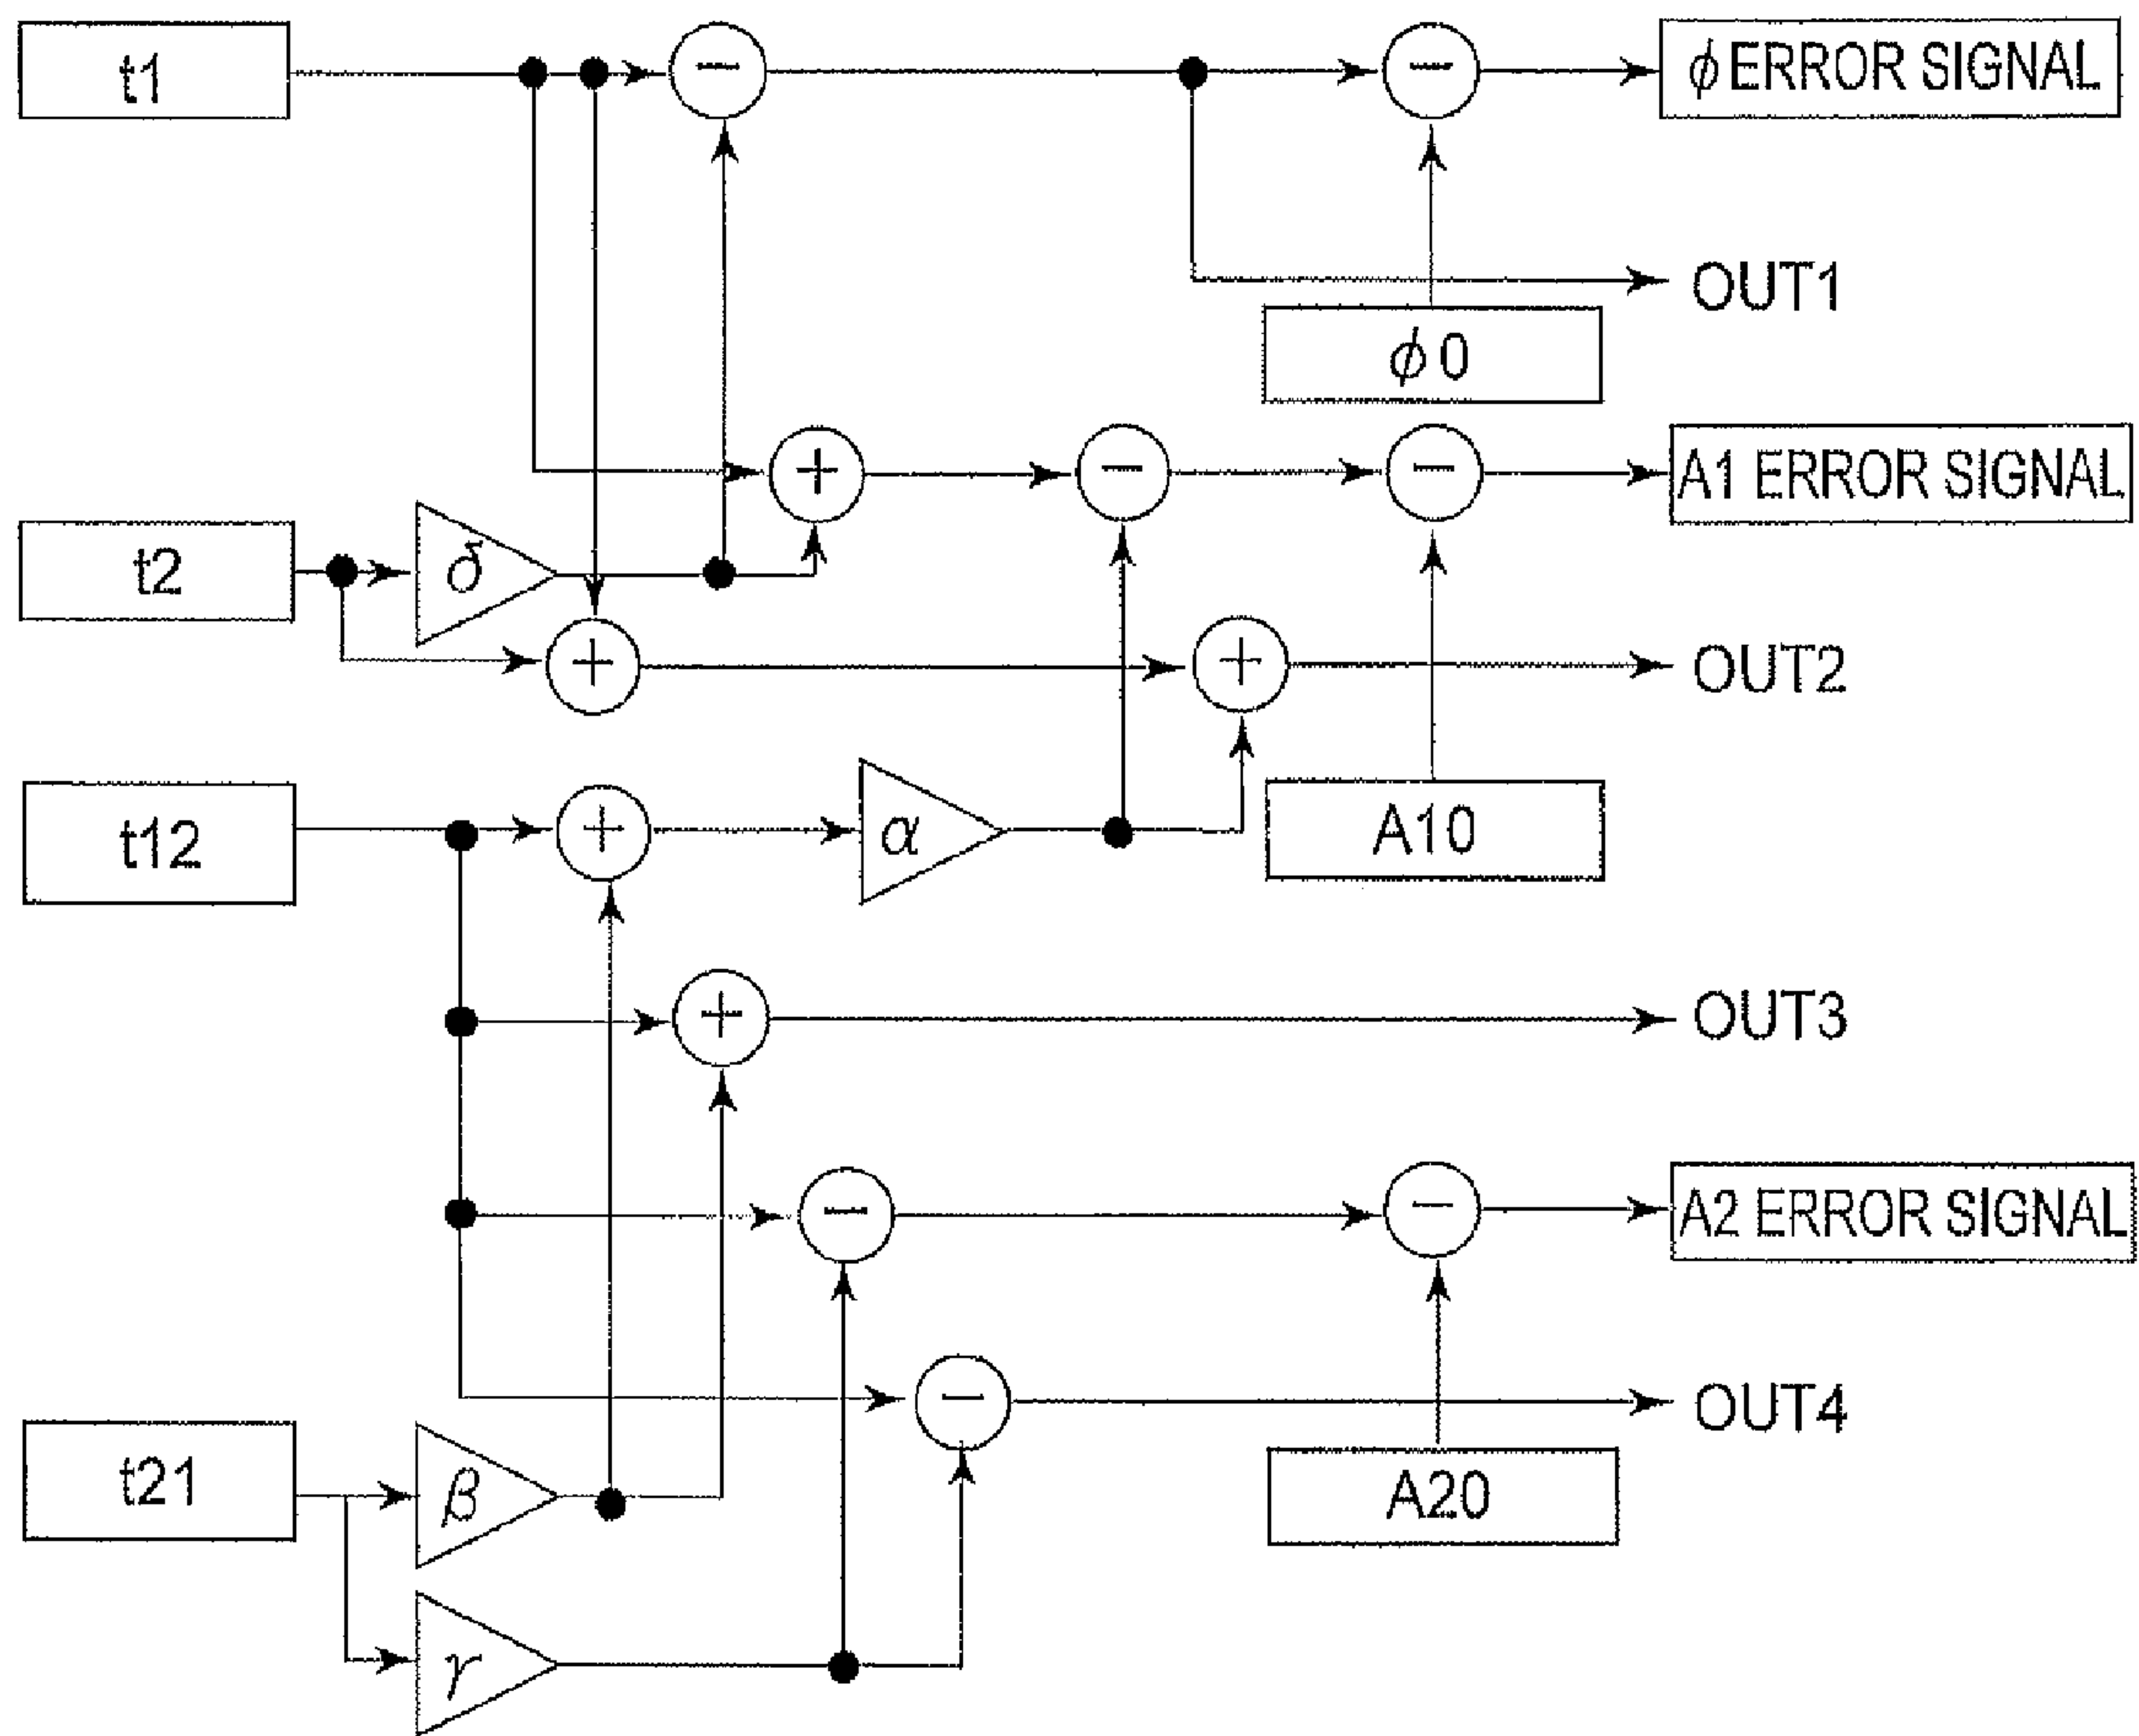 t1
−
−
ϕ ERROR SIGNAL
OUT1
ϕ0
+
−
−
A1 ERROR SIGNAL
t2
δ
+
+
OUT2
t12
+
α
A10
+
OUT3
−
−
A2 ERROR SIGNAL
−
OUT4
t21
β
A20
γ